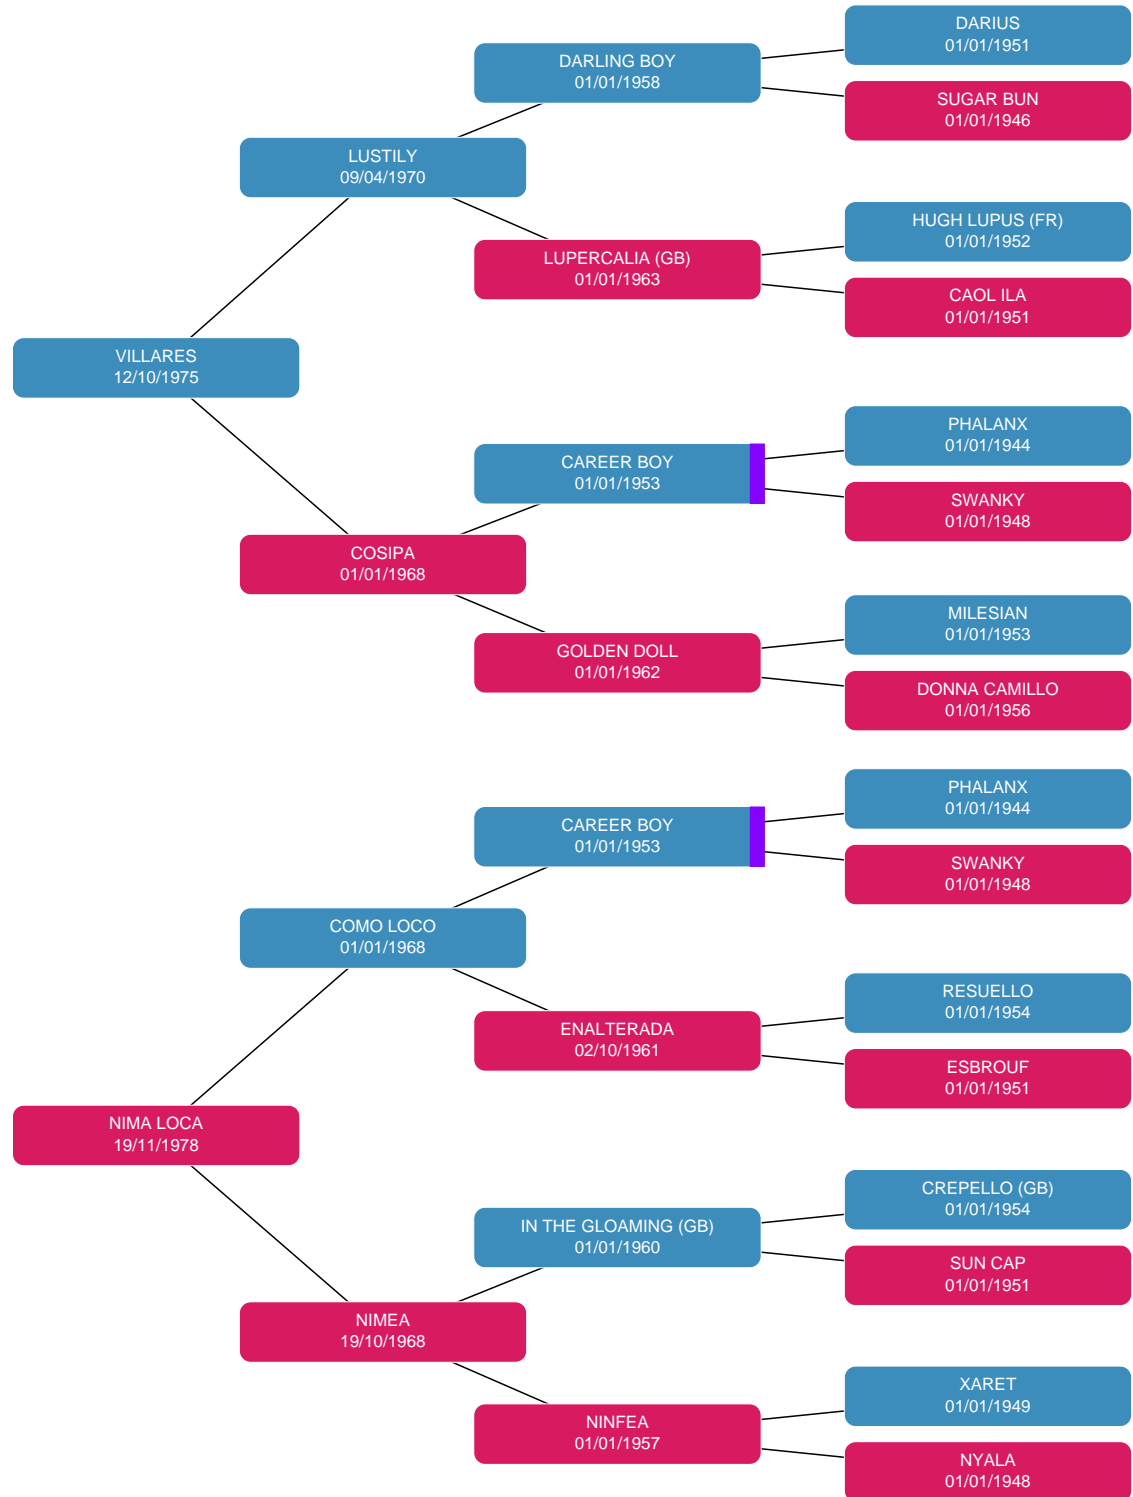 DARIUS
01/01/1951
DARLING BOY
01/01/1958
SUGAR BUN
01/01/1946
LUSTILY
09/04/1970
HUGH LUPUS (FR)
01/01/1952
LUPERCALIA (GB)
01/01/1963
CAOL ILA
01/01/1951
VILLARES
12/10/1975
PHALANX
01/01/1944
CAREER BOY
01/01/1953
SWANKY
01/01/1948
COSIPA
01/01/1968
MILESIAN
01/01/1953
GOLDEN DOLL
01/01/1962
DONNA CAMILLO
01/01/1956
PHALANX
01/01/1944
CAREER BOY
01/01/1953
SWANKY
01/01/1948
COMO LOCO
01/01/1968
RESUELLO
01/01/1954
ENALTERADA
02/10/1961
ESBROUF
01/01/1951
NIMA LOCA
19/11/1978
CREPELLO (GB)
01/01/1954
IN THE GLOAMING (GB)
01/01/1960
SUN CAP
01/01/1951
NIMEA
19/10/1968
XARET
01/01/1949
NINFEA
01/01/1957
NYALA
01/01/1948